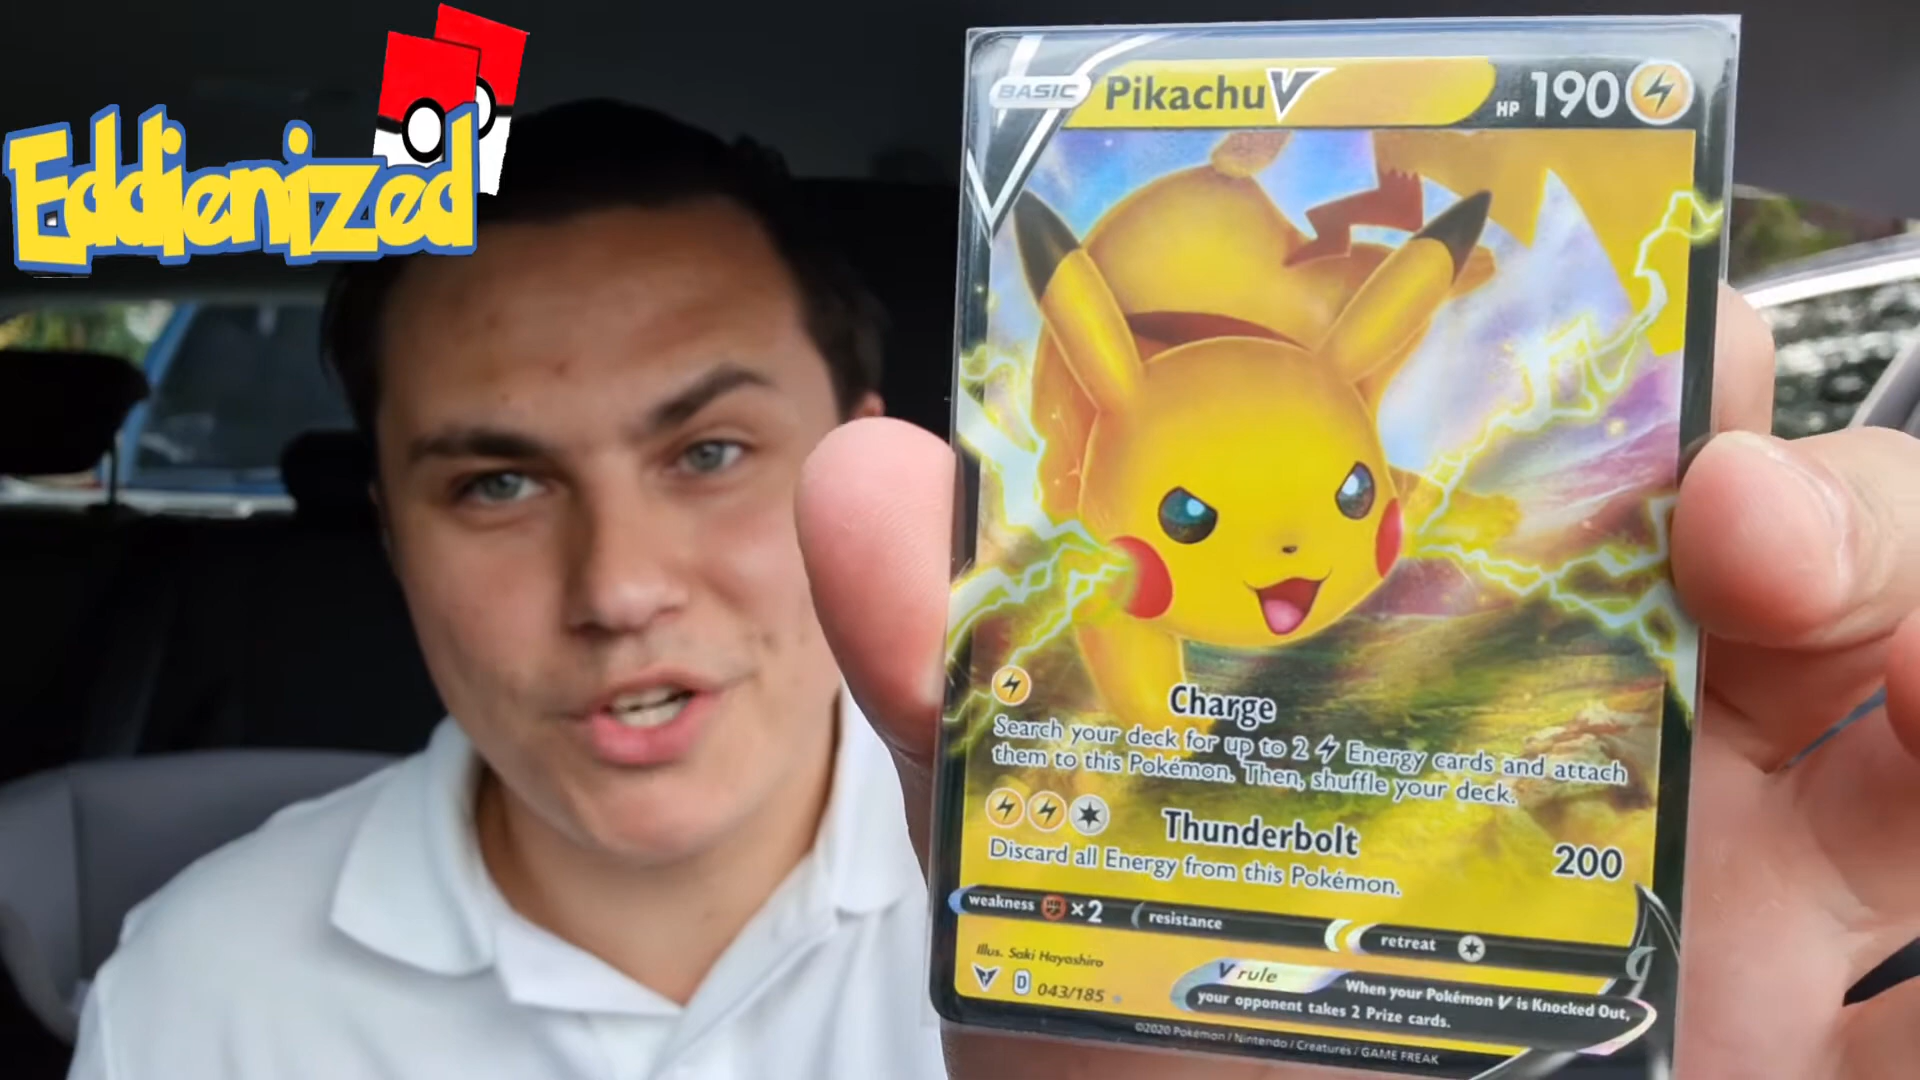 Eddienized
BASIC Pikachu V HP 190
Charge
Search your deck for up to 2 Energy cards and attach
them to this Pokémon. Then, shuffle your deck.
Thunderbolt 200
Discard all Energy from this Pokémon.
weakness ×2 resistance retreat
Illus. Saki Hayashiro
D 043/185
V rule When your Pokémon V is Knocked Out,
your opponent takes 2 Prize cards.
©2020 Pokémon / Nintendo / Creatures / GAME FREAK